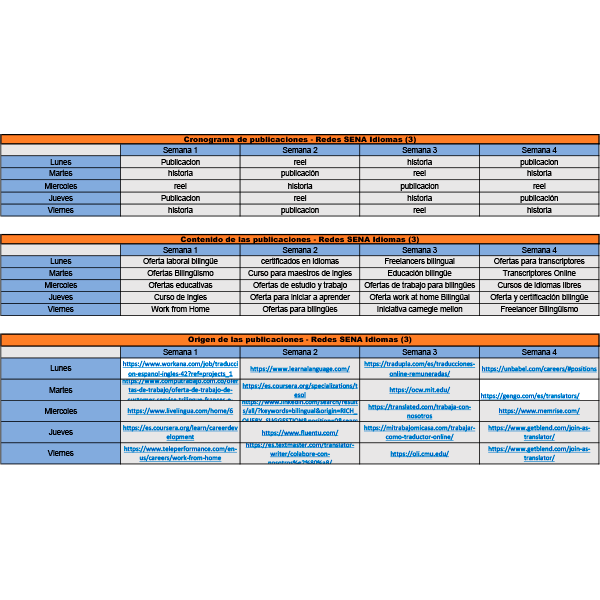 Cronograma de publicaciones - Redes SENA Idiomas (3)
Semana 1 Semana 2 Semana 3 Semana 4
Lunes Publicacion reel historia publicacion
Martes historia publicación reel historia
Miercoles reel historia publicacion reel
Jueves Publicacion reel historia publicación
Viernes historia publicacion reel historia
Contenido de las publicaciones - Redes SENA Idiomas (3)
Semana 1 Semana 2 Semana 3 Semana 4
Lunes Oferta laboral bilingüe certificados en idiomas Freelancers bilingual Ofertas para transcriptores
Martes Ofertas Bilingüismo Curso para maestros de ingles Educación bilingüe Transcriptores Online
Miercoles Ofertas educativas Ofertas de estudio y trabajo Ofertas de trabajo para bilingües Cursos de idiomas libres
Jueves Curso de ingles Oferta para iniciar a aprender Oferta work at home Bilingüal Oferta y certificación bilingüe
Viernes Work from Home Ofertas para bilingües Iniciativa carnegie mellon Freelancer Bilingüismo
Origen de las publicaciones - Redes SENA Idiomas (3)
Semana 1 Semana 2 Semana 3 Semana 4
Lunes https://www.workana.com/job/traducci https://www.learnalanguage.com/ https://tradupla.com/es/traducciones- https://unbabel.com/careers/#positions
on-espanol-ingles-42?ref=projects_1 online-remuneradas/
Martes https://www.computrabajo.com.co/ofer https://es.coursera.org/specializations/t https://ocw.mit.edu/ https://gengo.com/es/translators/
tas-de-trabajo/oferta-de-trabajo-de- esol
Miercoles https://www.livelingua.com/home/6 https://www.linkedin.com/search/result https://translated.com/trabaja-con- https://www.memrise.com/
s/all/?keywords=bilingual&origin=RICH_ nosotros
Jueves https://es.coursera.org/learn/careerdev https://www.fluentu.com/ https://mitrabajomicasa.com/trabajar- https://www.getblend.com/join-as-
elopment como-traductor-online/ translator/
Viernes https://www.teleperformance.com/en- https://es.textmaster.com/translator- https://oli.cmu.edu/ https://www.getblend.com/join-as-
us/careers/work-from-home writer/colabore-con- translator/